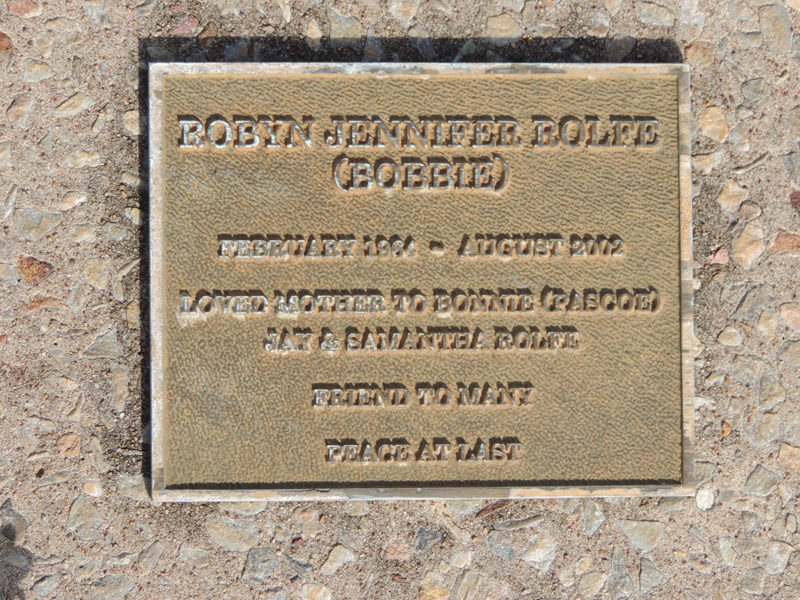 ROBYN JENNIFER ROLFE
(BOBBIE)
FEBRUARY 1964 - AUGUST 2002
LOVED MOTHER TO BONNIE (PASCOE)
JAY & SAMANTHA ROLFE
FRIEND TO MANY
PEACE AT LAST